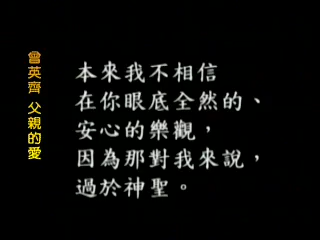 曾英齊 父親的愛
本來我不相信
在你眼底全然的、
安心的樂觀，
因為那對我來說，
過於神聖。